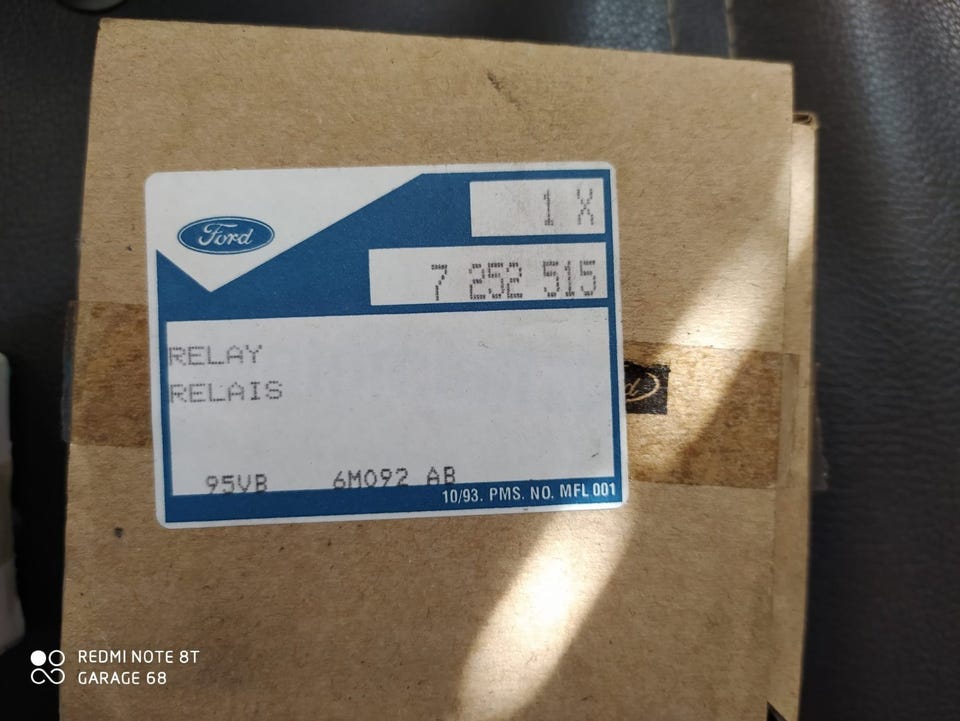 Ford
1 X
7 252 515
RELAY
RELAIS
95VB 6M092 AB
10/93. PMS. NO. MFL 001
REDMI NOTE 8T
GARAGE 68